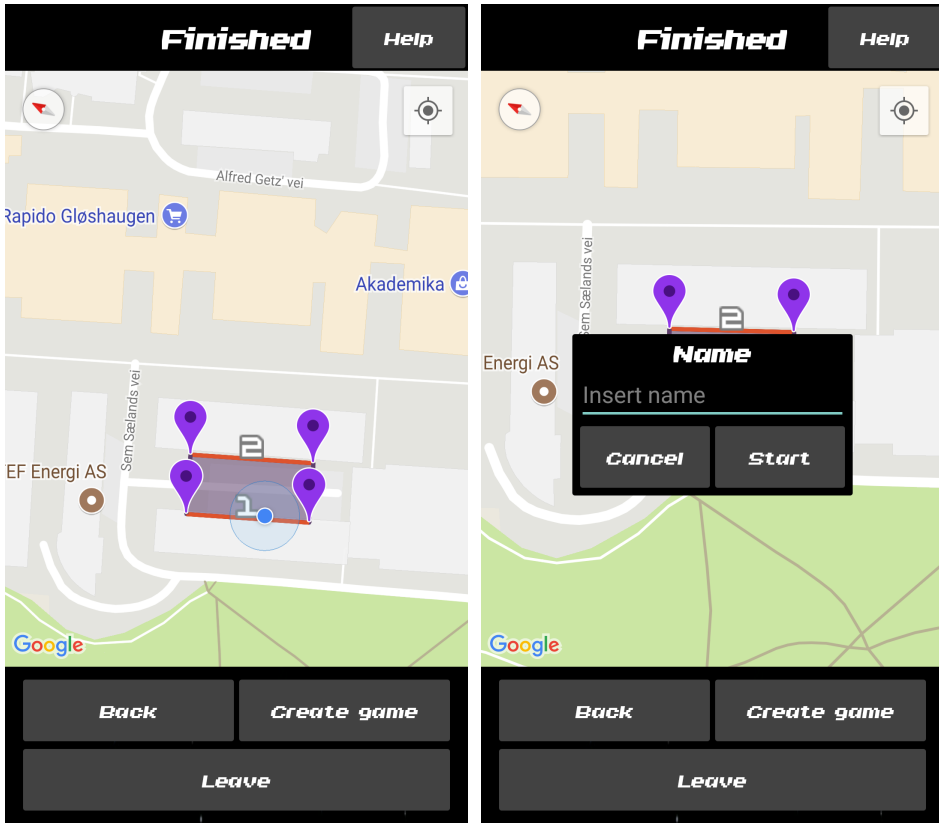 Finished
Help
Alfred Getz' vei
Rapido Gløshaugen
Akademika
Sem Sælands vei
EF Energi AS
2
1
Google
Back
Create game
Leave
Finished
Help
Sem Sælands vei
2
Energi AS
Name
Insert name
Cancel
Start
Google
Back
Create game
Leave